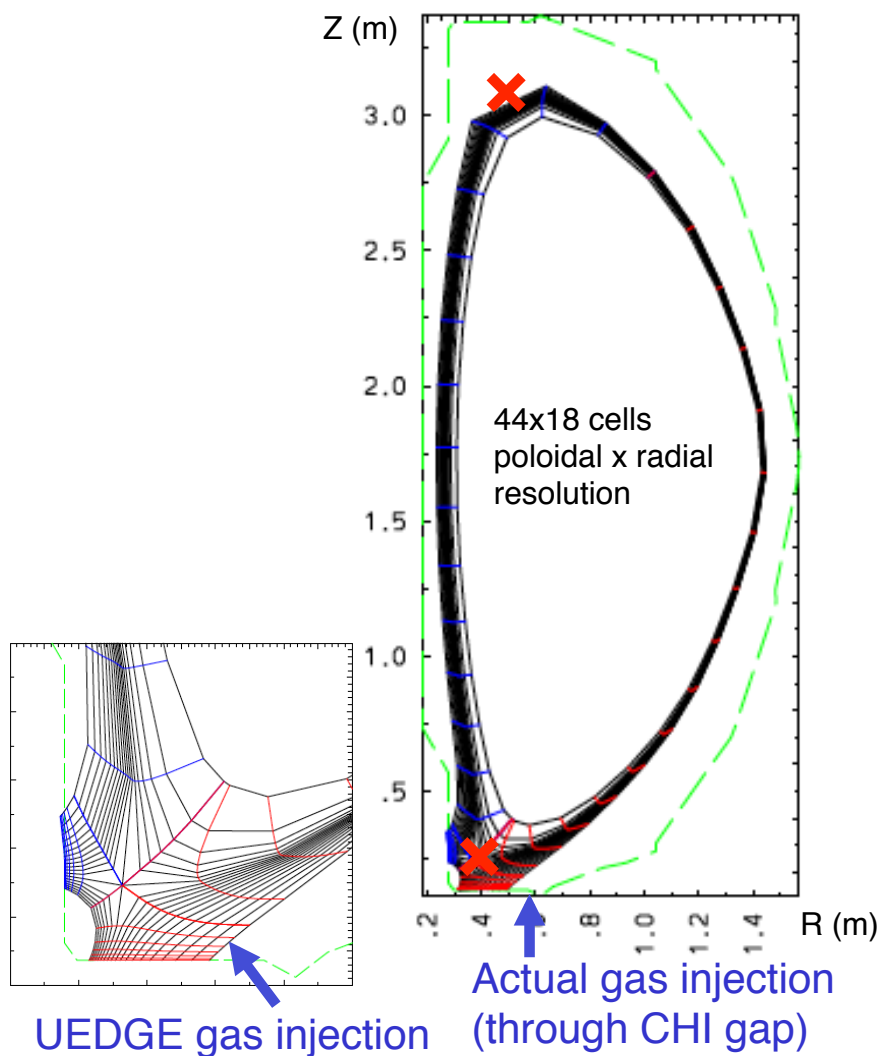 Z (m)
3.0
2.5
2.0
44x18 cells
poloidal x radial
resolution
1.5
1.0
.5
.2 .4 .6 .8 1.0 1.2 1.4
R (m)
Actual gas injection
(through CHI gap)
UEDGE gas injection